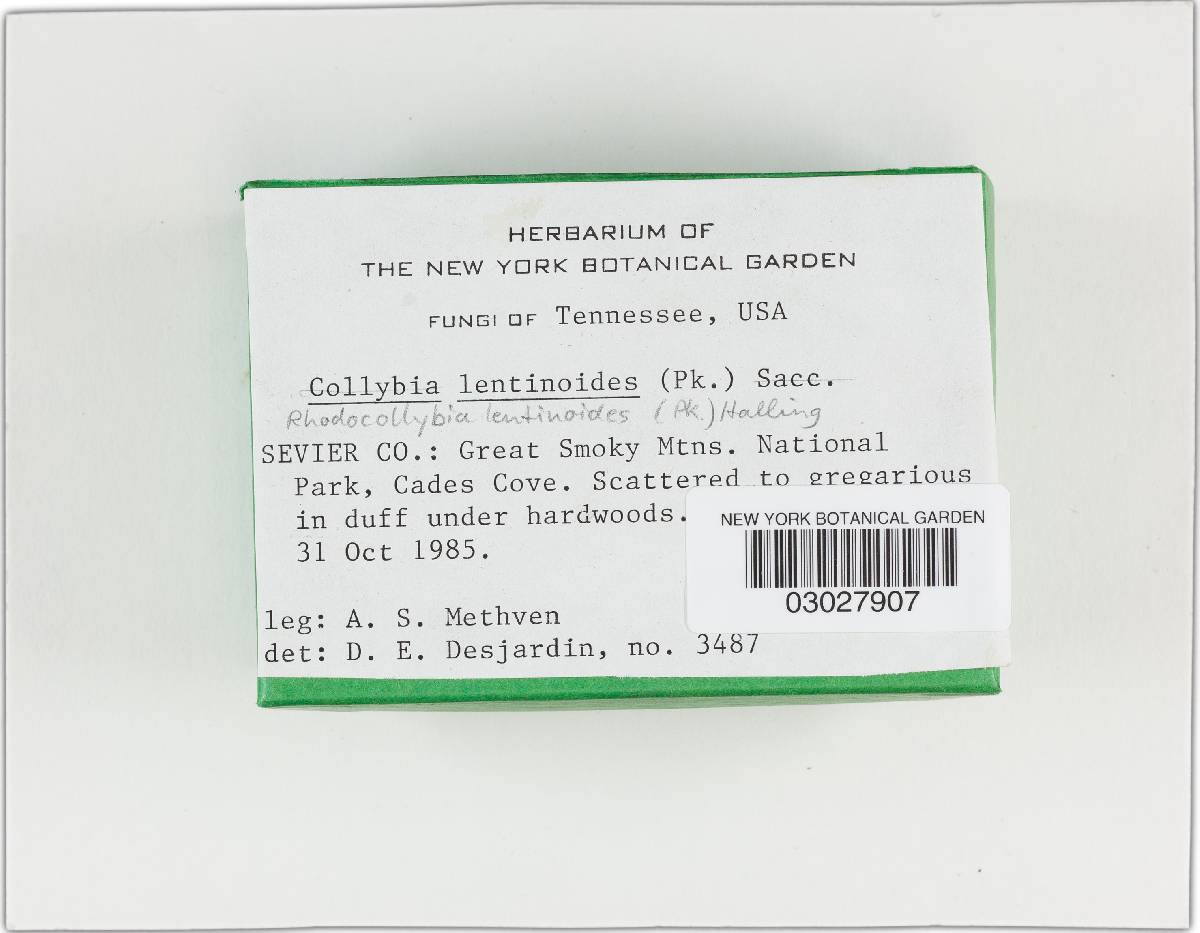 HERBARIUM OF
THE NEW YORK BOTANICAL GARDEN
FUNGI OF Tennessee, USA
Collybia lentinoides (Pk.) Sacc.
Rhodocollybia lentinoides (Pk.) Halling
SEVIER CO.: Great Smoky Mtns. National
Park, Cades Cove. Scattered to gregarious
in duff under hardwoods.
31 Oct 1985.
leg: A. S. Methven
det: D. E. Desjardin, no. 3487
NEW YORK BOTANICAL GARDEN
03027907